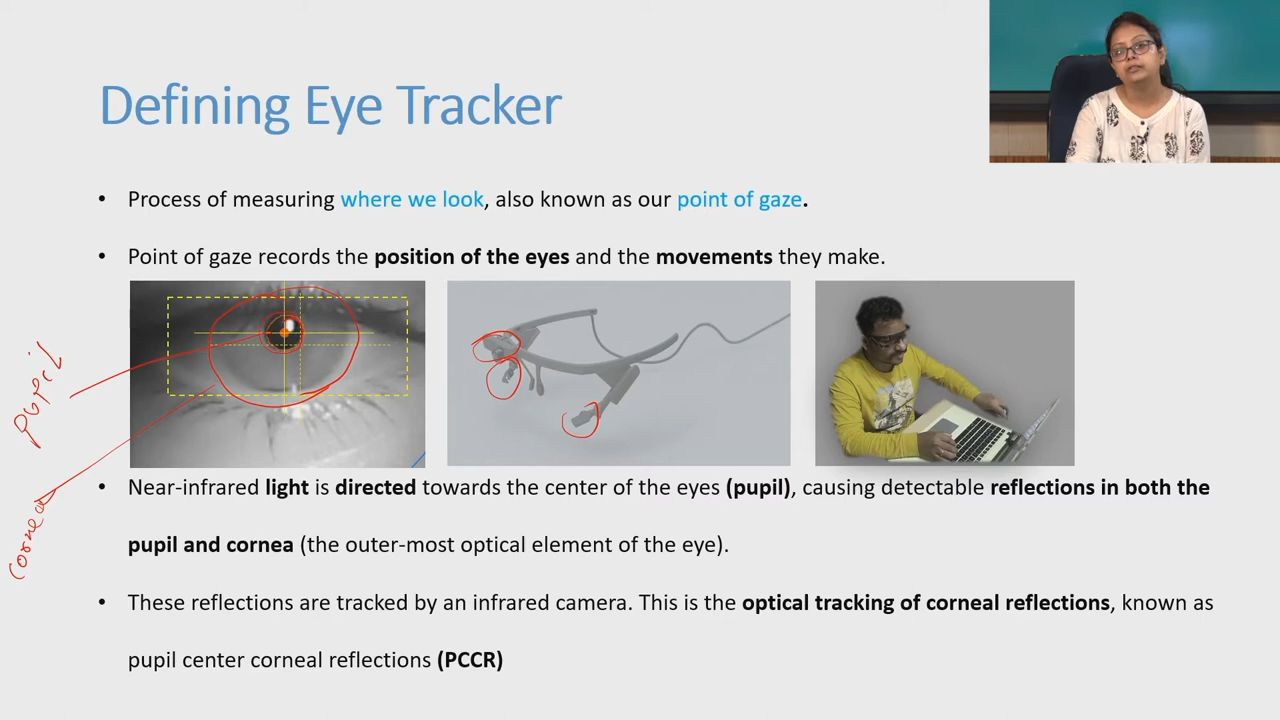 Defining Eye Tracker
• Process of measuring where we look, also known as our point of gaze.
• Point of gaze records the position of the eyes and the movements they make.
Pupil
Cornea
• Near-infrared light is directed towards the center of the eyes (pupil), causing detectable reflections in both the
pupil and cornea (the outer-most optical element of the eye).
• These reflections are tracked by an infrared camera. This is the optical tracking of corneal reflections, known as
pupil center corneal reflections (PCCR)